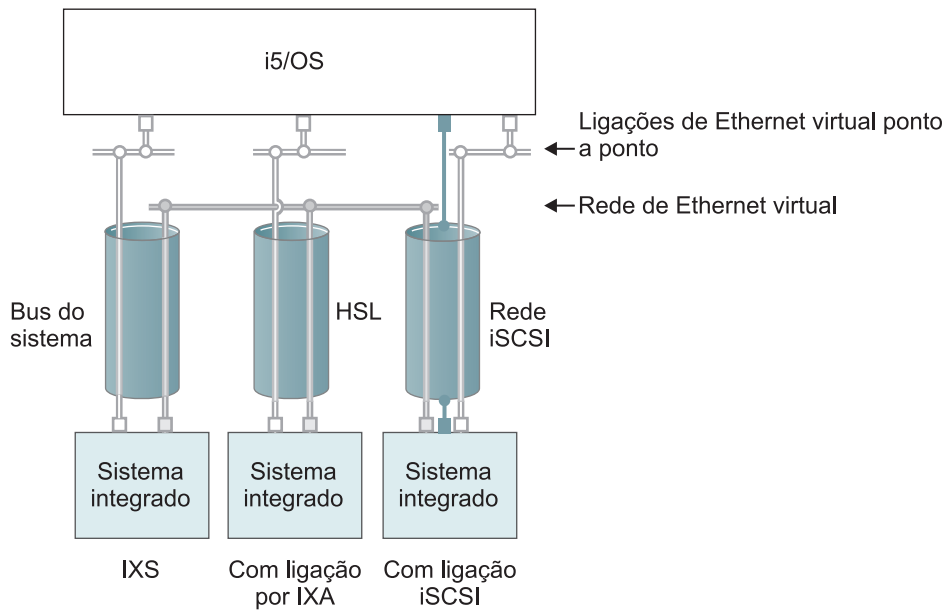 i5/OS
Ligações de Ethernet virtual ponto
a ponto
Rede de Ethernet virtual
Bus do
sistema
HSL
Rede
iSCSI
Sistema
integrado
Sistema
integrado
Sistema
integrado
IXS
Com ligação
por IXA
Com ligação
iSCSI